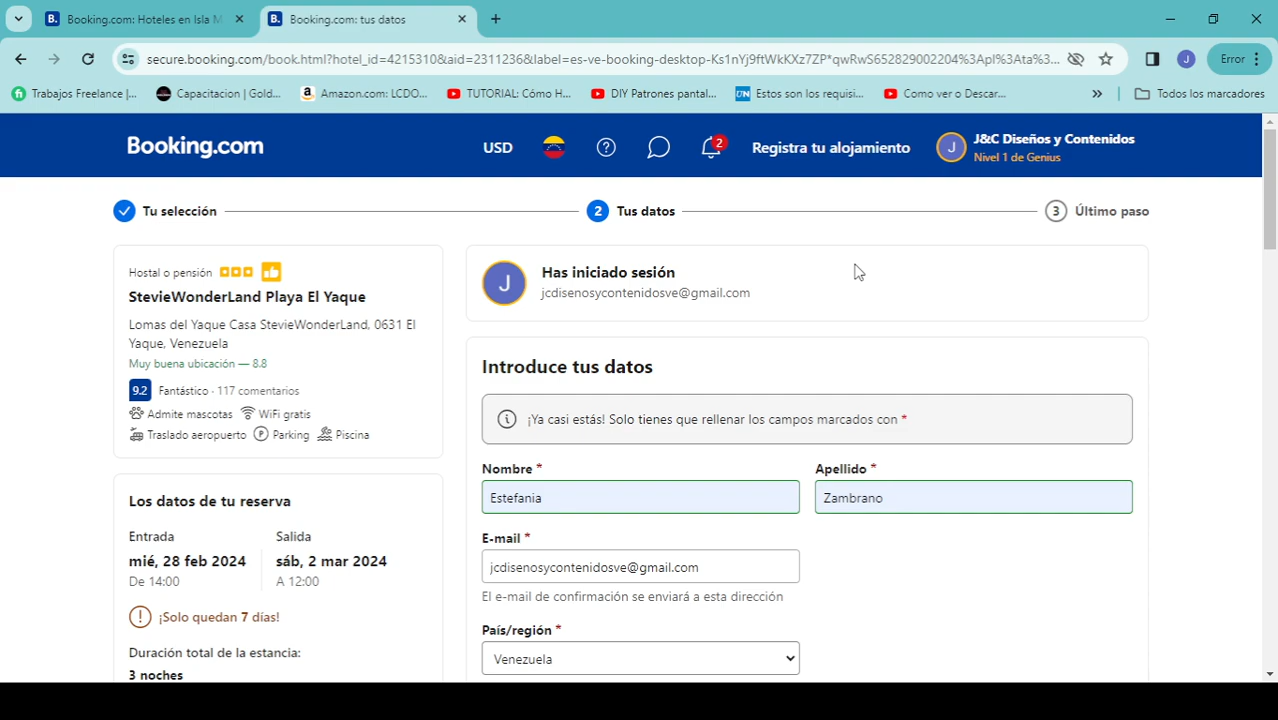 Booking.com: Hoteles en Isla M
Booking.com: tus datos
secure.booking.com/book.html?hotel_id=4215310&aid=2311236&label=es-ve-booking-desktop-Ks1nYj9ftWkKXz7ZP*qwRwS652829002204%3Apl%3Ata%3...
J
Error
Trabajos Freelance |...
Capacitacion | Gold...
Amazon.com: LCDO...
TUTORIAL: Cómo H...
DIY Patrones pantal...
Estos son los requisi...
Como ver o Descar...
»
Todos los marcadores
Booking.com
USD
2
Registra tu alojamiento
J
J&C Diseños y Contenidos
Nivel 1 de Genius
Tu selección
2 Tus datos
3 Último paso
Hostal o pensión
StevieWonderLand Playa El Yaque
Lomas del Yaque Casa StevieWonderLand, 0631 El
Yaque, Venezuela
Muy buena ubicación — 8.8
9.2 Fantástico · 117 comentarios
Admite mascotas WiFi gratis
Traslado aeropuerto P Parking Piscina
Los datos de tu reserva
Entrada Salida
mié, 28 feb 2024 sáb, 2 mar 2024
De 14:00 A 12:00
¡Solo quedan 7 días!
Duración total de la estancia:
3 noches
J
Has iniciado sesión
jcdisenosycontenidosve@gmail.com
Introduce tus datos
¡Ya casi estás! Solo tienes que rellenar los campos marcados con *
Nombre * Apellido *
Estefania Zambrano
E-mail *
jcdisenosycontenidosve@gmail.com
El e-mail de confirmación se enviará a esta dirección
País/región *
Venezuela